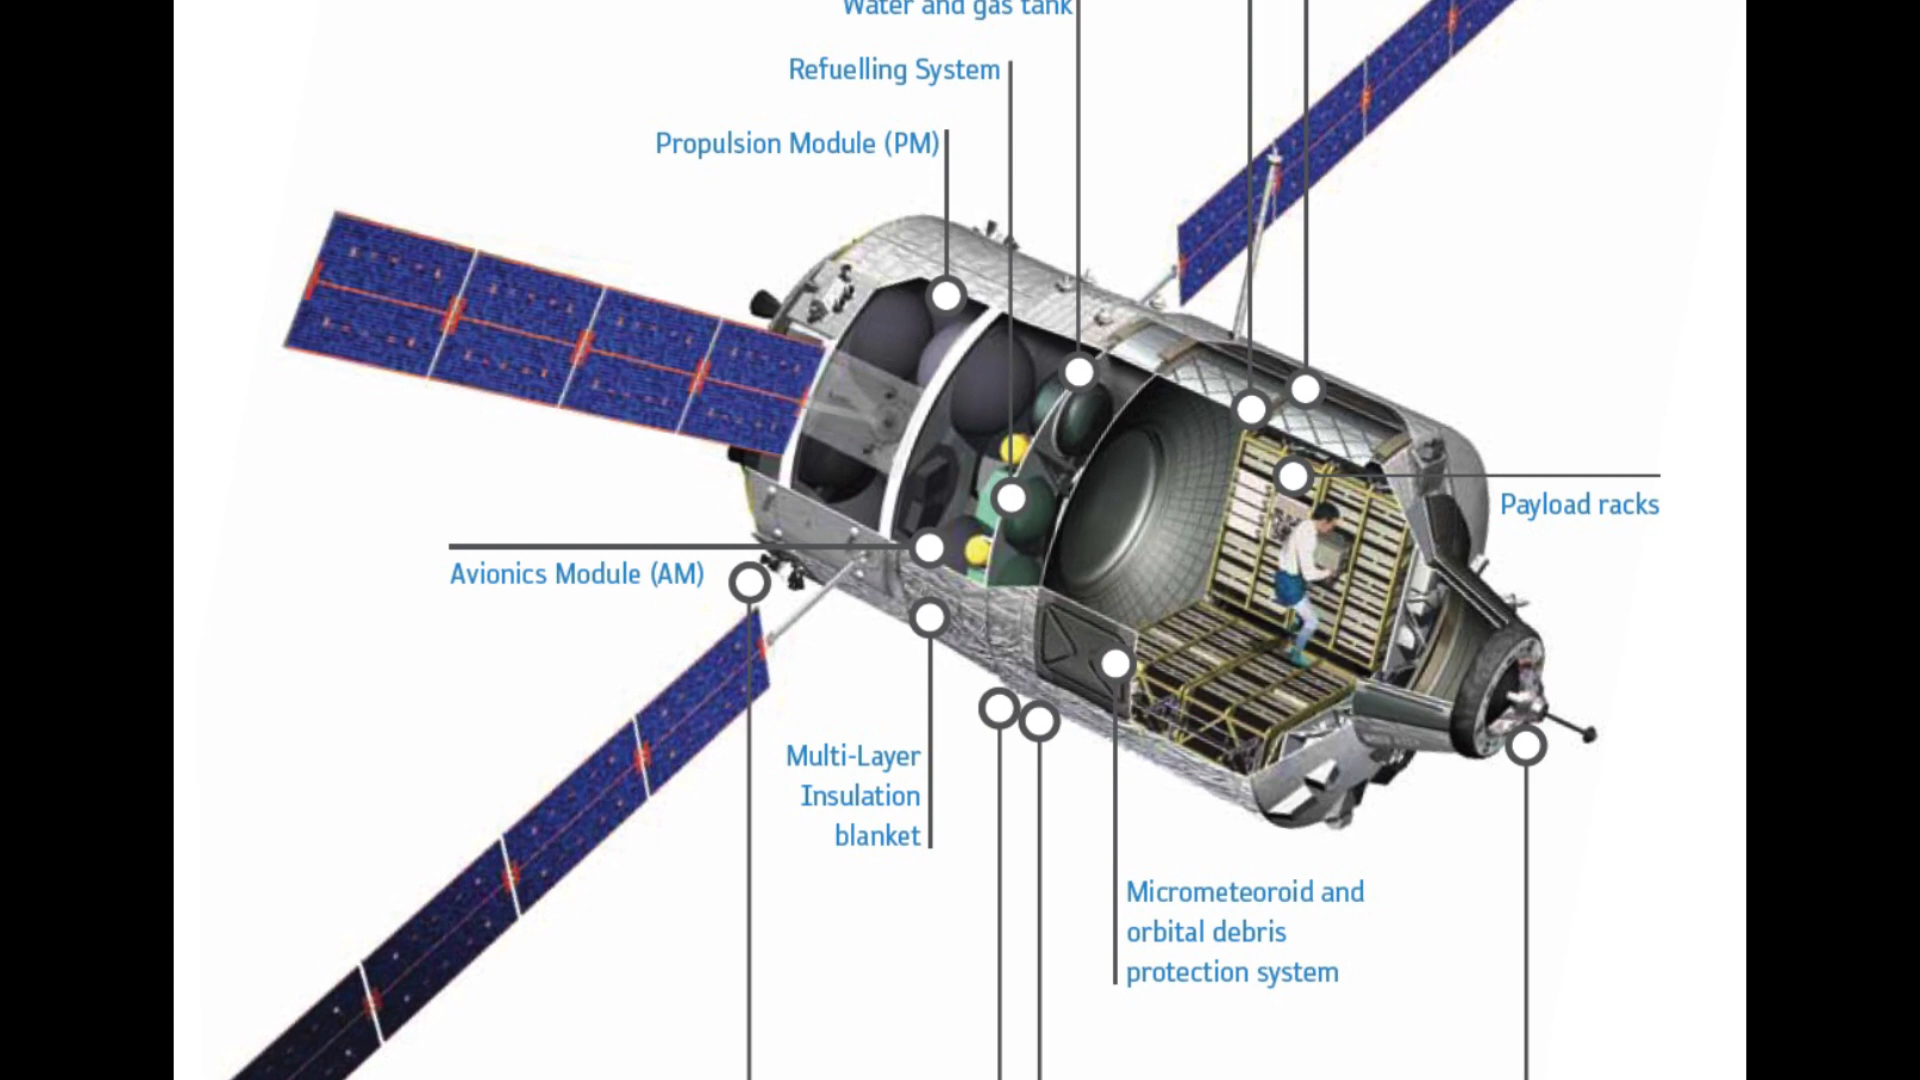 Water and gas tank
Refuelling System
Propulsion Module (PM)
Payload racks
Avionics Module (AM)
Multi-Layer
Insulation
blanket
Micrometeoroid and
orbital debris
protection system